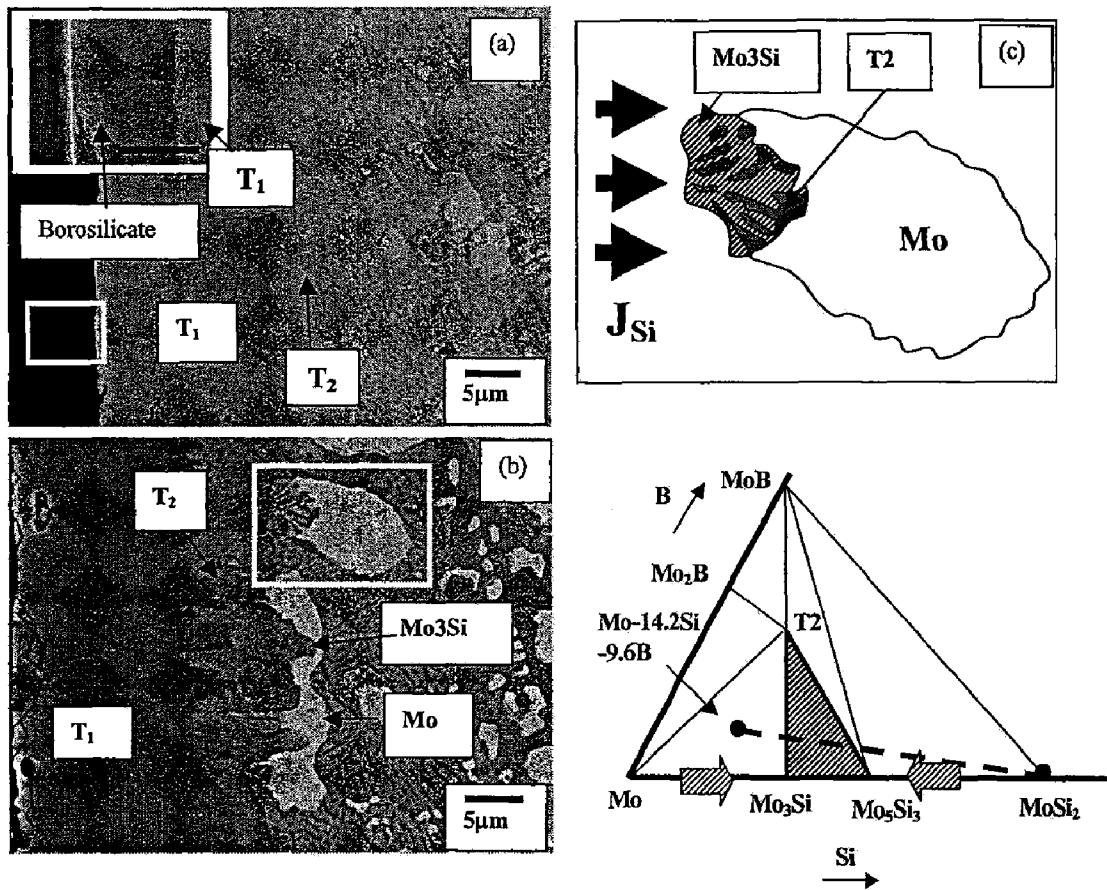 (a)
T₁
Borosilicate
T₁
T₂
5μm
(b)
T₂
Mo3Si
Mo
T₁
5μm
(c)
Mo3Si
T2
Mo
J_Si
B
MoB
Mo₂B
Mo-14.2Si
-9.6B
T2
Mo
Mo₃Si
Mo₅Si₃
MoSi₂
Si